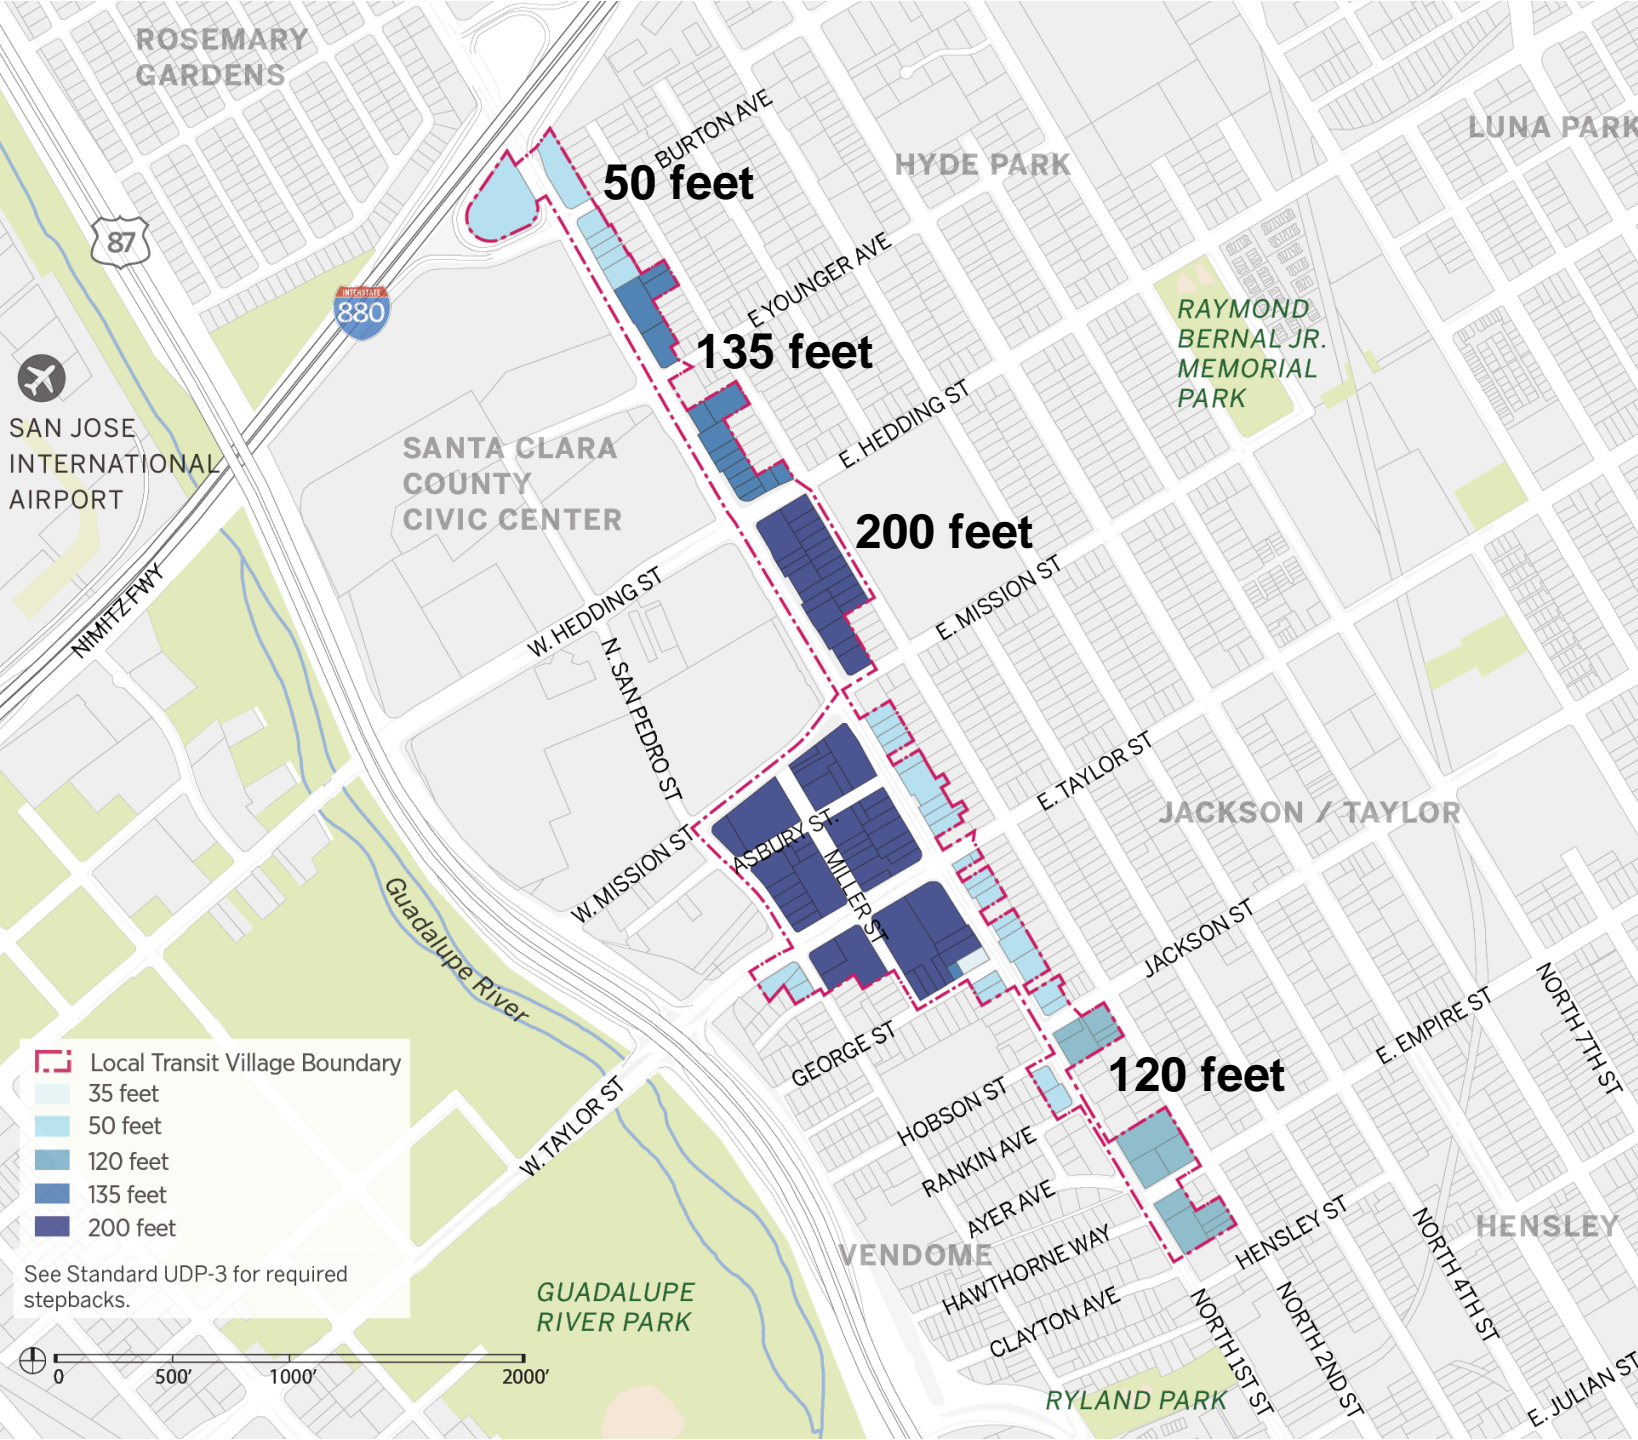 ROSEMARY
GARDENS
BURTON AVE
LUNA PARK
HYDE PARK
50 feet
87
E YOUNGER AVE
INTERSTATE
880
RAYMOND
BERNAL JR.
MEMORIAL
PARK
135 feet
SAN JOSE
INTERNATIONAL
AIRPORT
E. HEDDING ST
SANTA CLARA
COUNTY
CIVIC CENTER
200 feet
NIMITZ FWY
W. HEDDING ST
E. MISSION ST
N. SAN PEDRO ST
E. TAYLOR ST
JACKSON / TAYLOR
ASBURY ST.
W. MISSION ST
MILLER ST
Guadalupe River
JACKSON ST
NORTH 7TH ST
E. EMPIRE ST
GEORGE ST
120 feet
HOBSON ST
W. TAYLOR ST
RANKIN AVE
AYER AVE
HENSLEY ST
NORTH 4TH ST
HENSLEY
VENDOME
HAWTHORNE WAY
CLAYTON AVE
NORTH 1ST ST
NORTH 2ND ST
E. JULIAN ST
GUADALUPE
RIVER PARK
RYLAND PARK
Local Transit Village Boundary
35 feet
50 feet
120 feet
135 feet
200 feet
See Standard UDP-3 for required
stepbacks.
0 500' 1000' 2000'